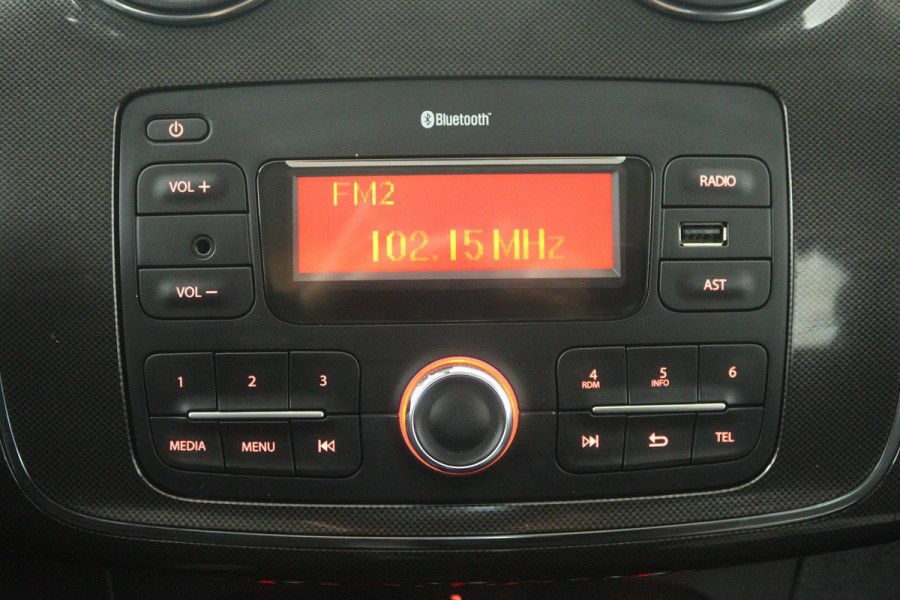 Bluetooth
VOL +
FM2
RADIO
102.15 MHz
VOL -
AST
1 2 3
4 RDM
5 INFO
6
MEDIA MENU
TEL